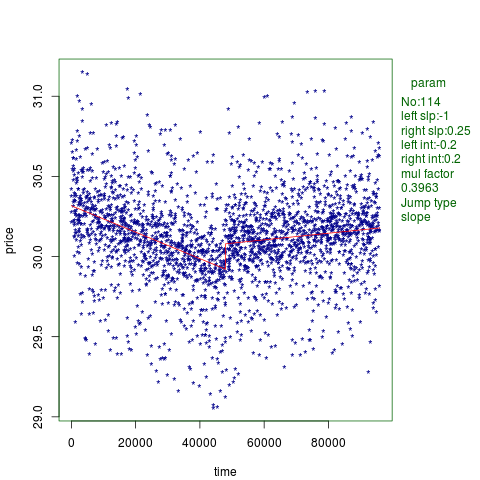 param
No:114
left slp:-1
right slp:0.25
left int:-0.2
right int:0.2
mul factor
0.3963
Jump type
slope
31.0
30.5
30.0
29.5
29.0
price
0
20000
40000
60000
80000
time